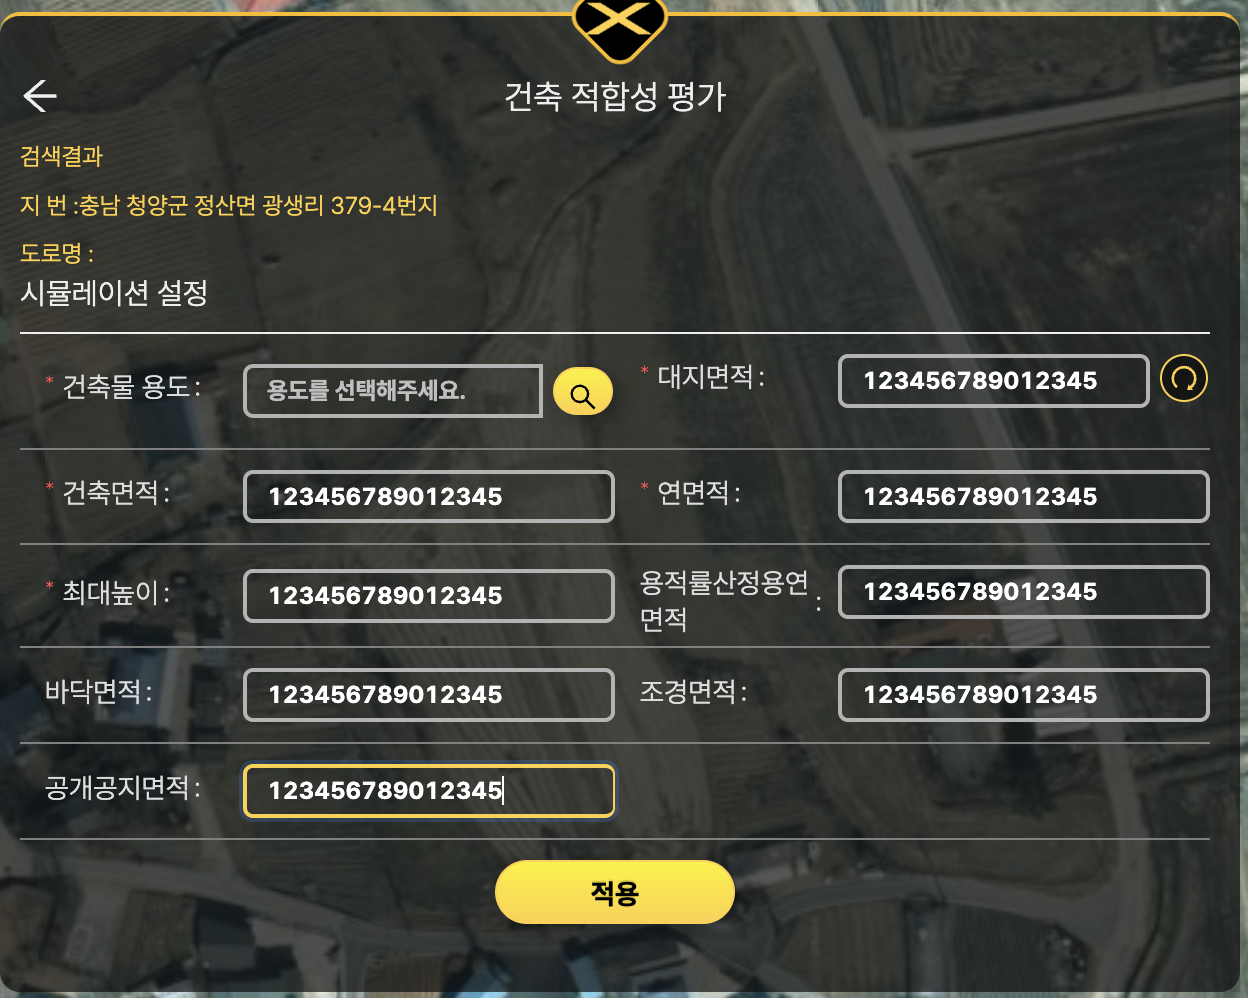 건축 적합성 평가
검색결과
지 번 :충남 청양군 정산면 광생리 379-4번지
도로명 :
시뮬레이션 설정
* 건축물 용도 : 용도를 선택해주세요. * 대지면적 : 123456789012345
* 건축면적 : 123456789012345 * 연면적 : 123456789012345
* 최대높이 : 123456789012345 용적률산정용연
면적 : 123456789012345
바닥면적 : 123456789012345 조경면적 : 123456789012345
공개공지면적 : 123456789012345
적용